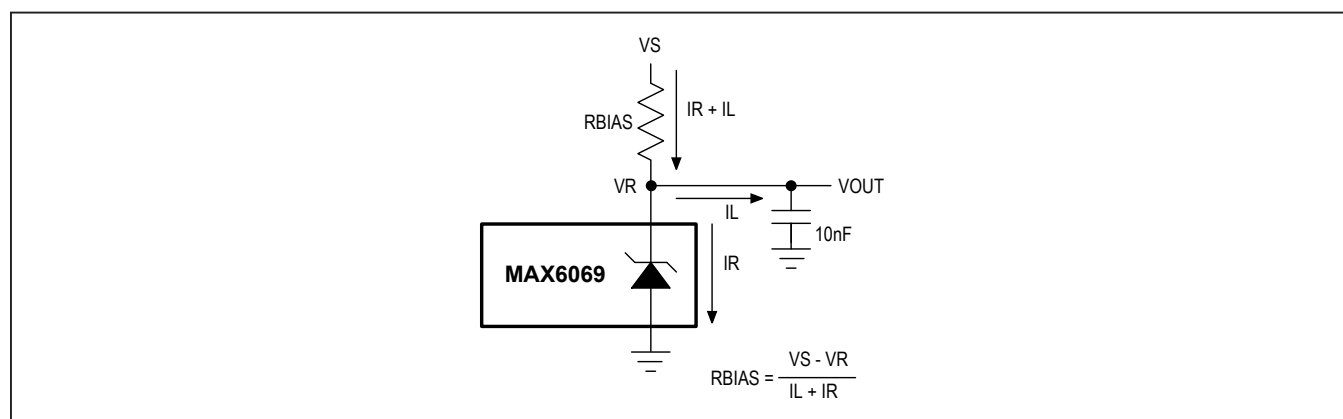 VS
RBIAS
IR + IL
VR
VOUT
IL
10nF
MAX6069
IR
RBIAS = VS - VR
IL + IR